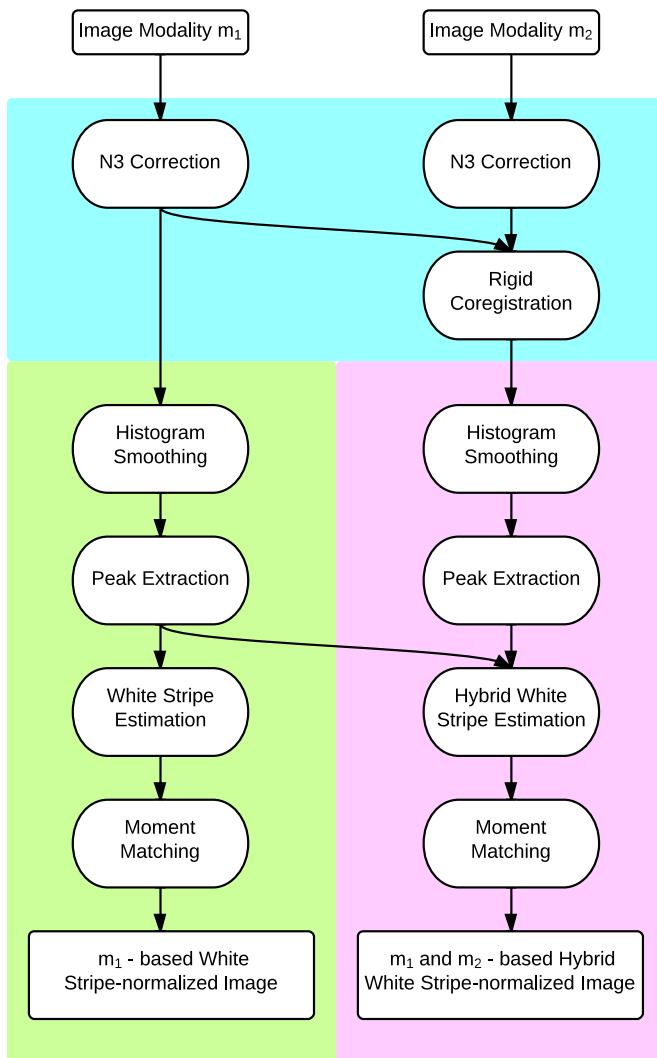 Image Modality m₁
Image Modality m₂
N3 Correction
N3 Correction
Rigid
Coregistration
Histogram
Smoothing
Histogram
Smoothing
Peak Extraction
Peak Extraction
White Stripe
Estimation
Hybrid White
Stripe Estimation
Moment
Matching
Moment
Matching
m₁ - based White
Stripe-normalized Image
m₁ and m₂ - based Hybrid
White Stripe-normalized Image